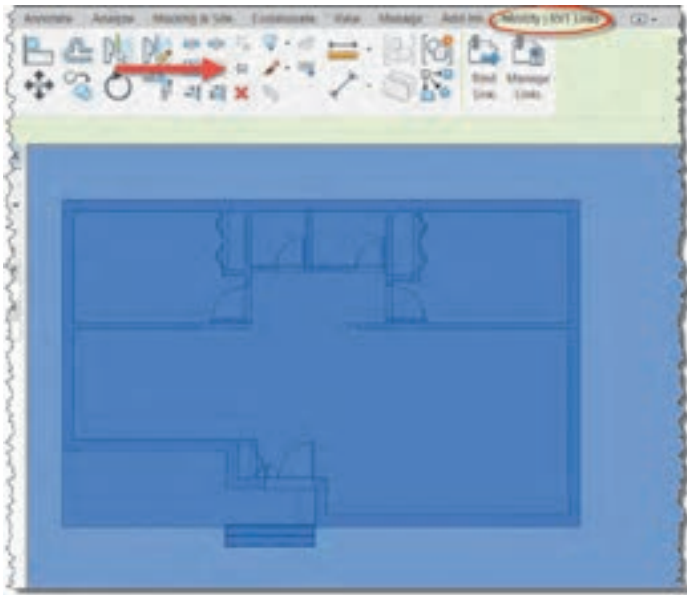 Annotate Analyze Massing & Site Collaborate View Manage Add-Ins Modify | RVT Links
Bind Manage
Link Links